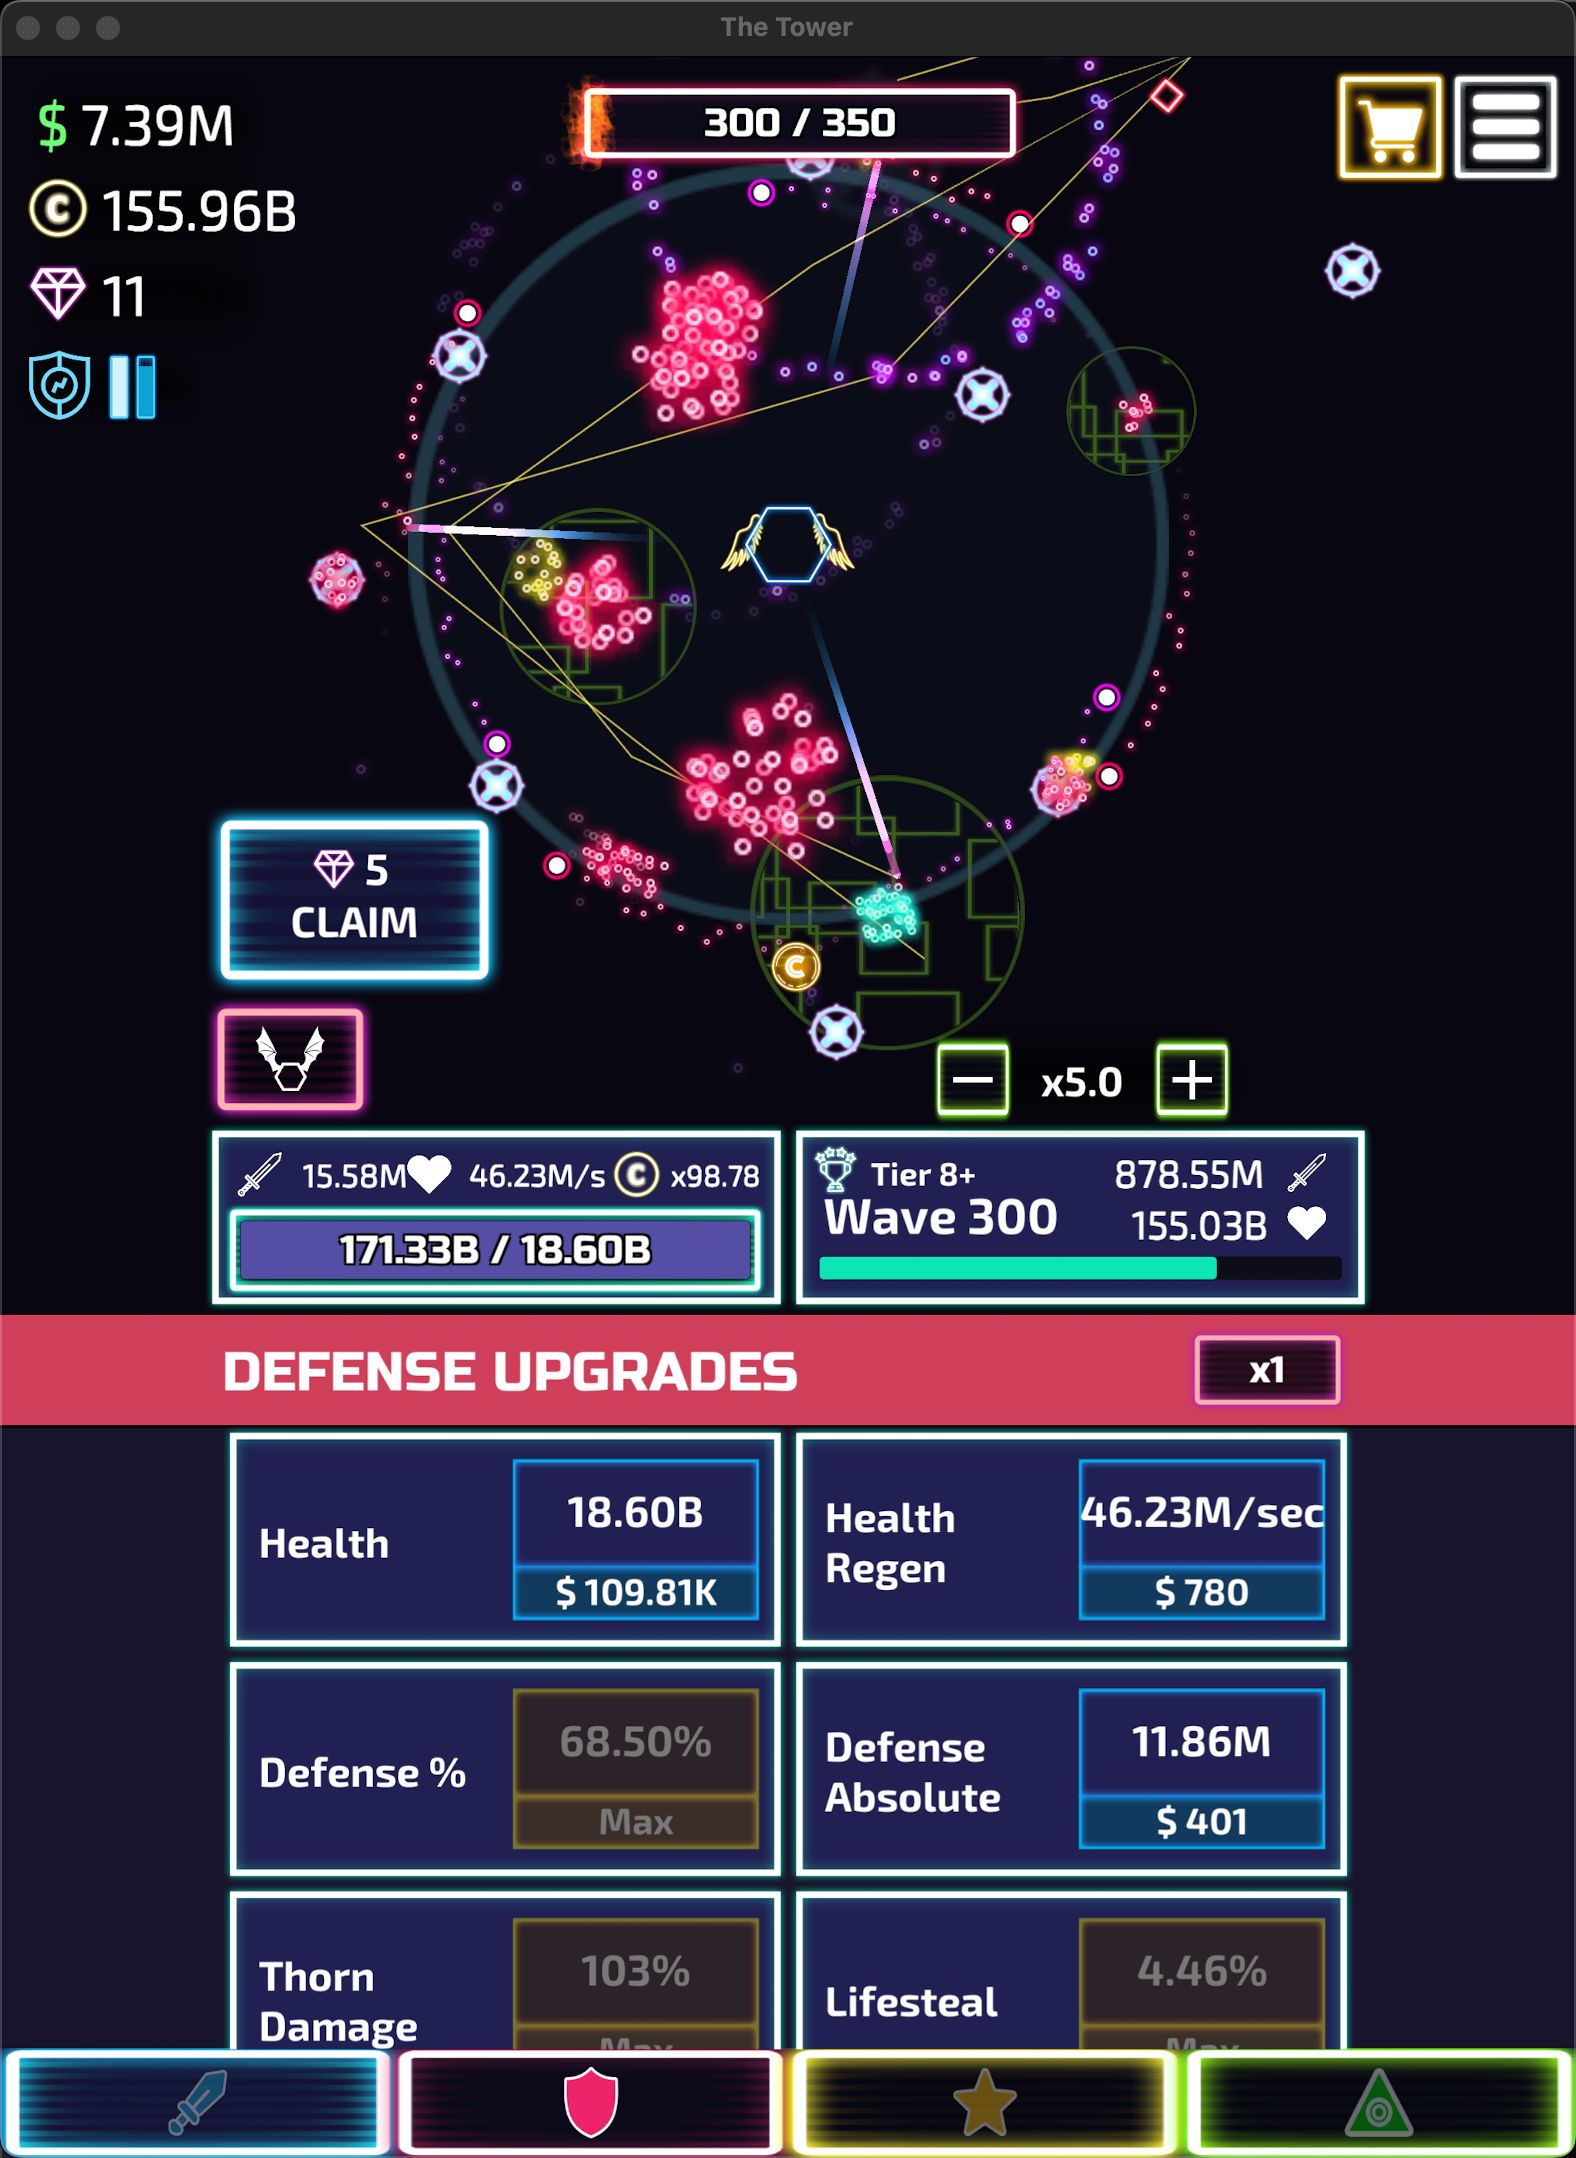 The Tower
$ 7.39M
300 / 350
155.96B
11
5
CLAIM
x5.0
15.58M 46.23M/s x98.78
171.33B / 18.60B
Tier 8+ 878.55M
Wave 300 155.03B
DEFENSE UPGRADES x1
Health
18.60B
$ 109.81K
Health
Regen
46.23M/sec
$ 780
Defense %
68.50%
Max
Defense
Absolute
11.86M
$ 401
Thorn
Damage
103%
Max
Lifesteal
4.46%
Max